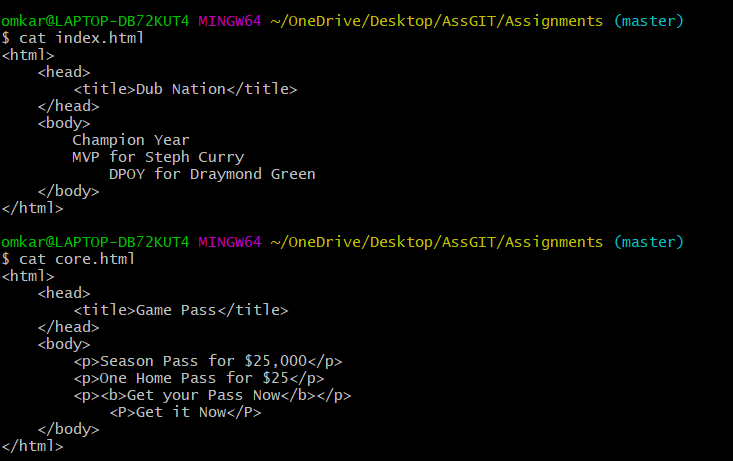 omkar@LAPTOP-DB72KUT4 MINGW64 ~/OneDrive/Desktop/AssGIT/Assignments (master)
$ cat index.html
<html>
    <head>
        <title>Dub Nation</title>
    </head>
    <body>
        Champion Year
        MVP for Steph Curry
            DPOY for Draymond Green
    </body>
</html>

omkar@LAPTOP-DB72KUT4 MINGW64 ~/OneDrive/Desktop/AssGIT/Assignments (master)
$ cat core.html
<html>
    <head>
        <title>Game Pass</title>
    </head>
    <body>
        <p>Season Pass for $25,000</p>
        <p>One Home Pass for $25</p>
        <p><b>Get your Pass Now</b></p>
            <P>Get it Now</P>
    </body>
</html>